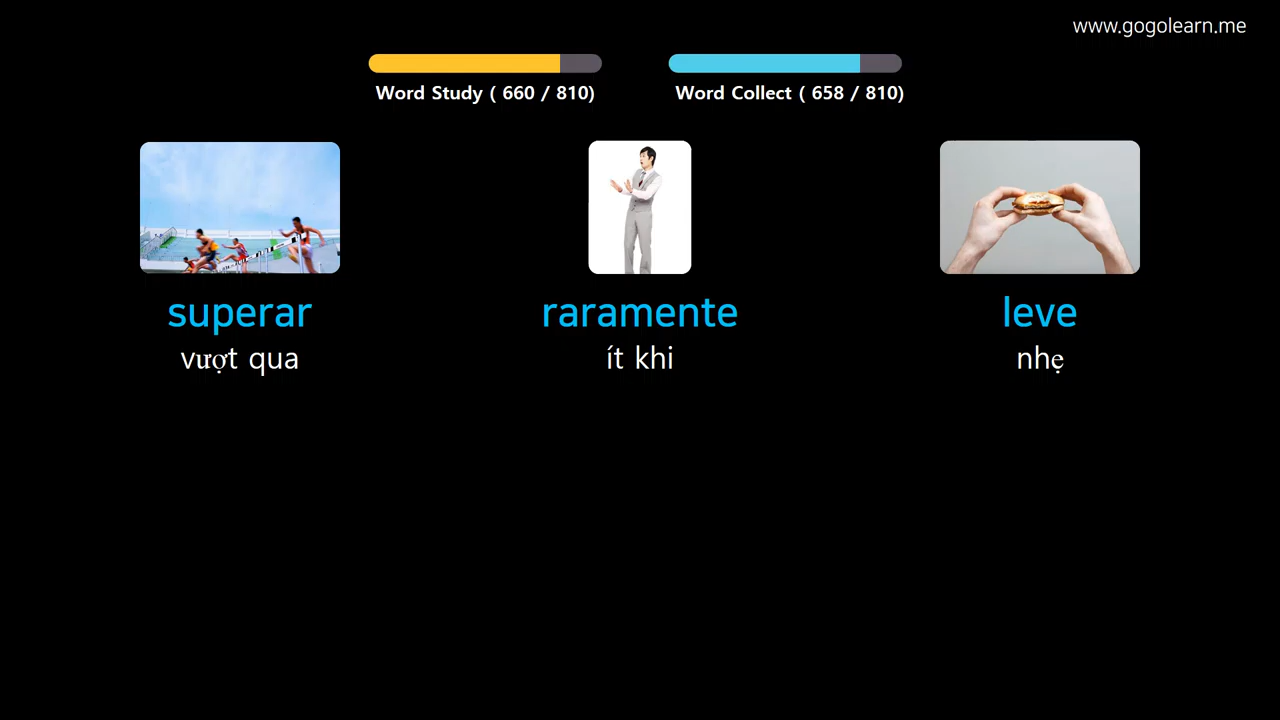 www.gogolearn.me
Word Study ( 660 / 810)
Word Collect ( 658 / 810)
superar
raramente
leve
vượt qua
ít khi
nhẹ